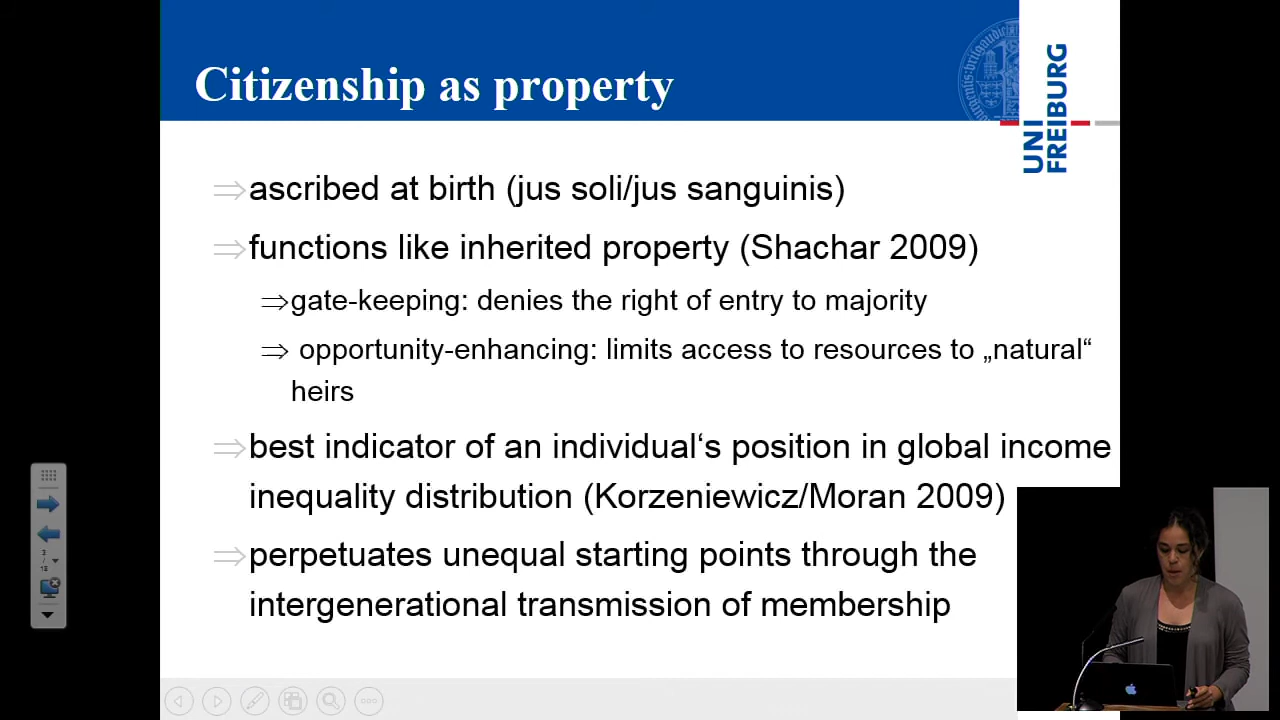 Citizenship as property
UNI
FREIBURG
ascribed at birth (jus soli/jus sanguinis)
functions like inherited property (Shachar 2009)
gate-keeping: denies the right of entry to majority
opportunity-enhancing: limits access to resources to „natural“
heirs
best indicator of an individual‘s position in global income
inequality distribution (Korzeniewicz/Moran 2009)
perpetuates unequal starting points through the
intergenerational transmission of membership
3
/
18